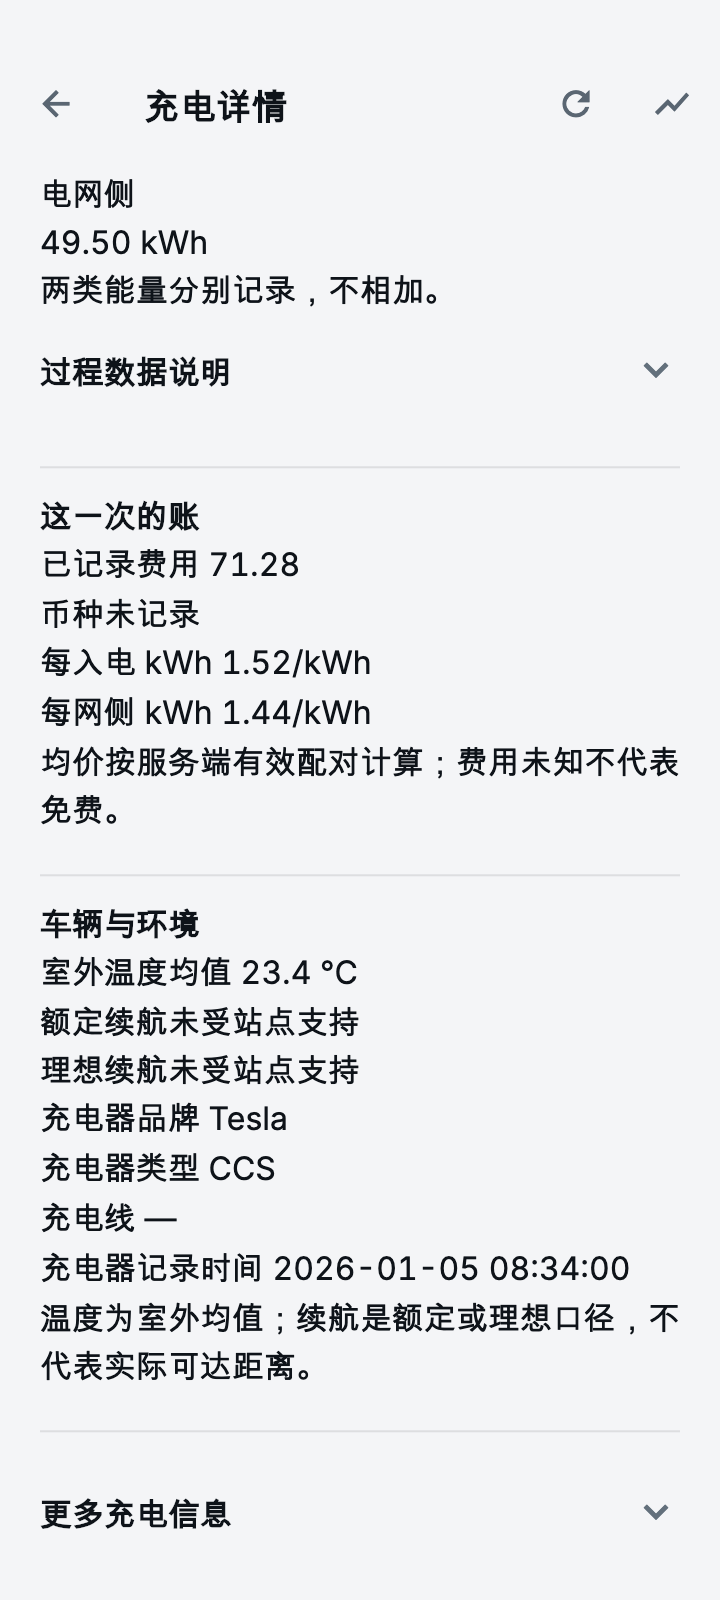 充电详情
电网侧
49.50 kWh
两类能量分别记录，不相加。
过程数据说明
这一次的账
已记录费用 71.28
币种未记录
每入电 kWh 1.52/kWh
每网侧 kWh 1.44/kWh
均价按服务端有效配对计算；费用未知不代表
免费。
车辆与环境
室外温度均值 23.4 °C
额定续航未受站点支持
理想续航未受站点支持
充电器品牌 Tesla
充电器类型 CCS
充电线 —
充电器记录时间 2026-01-05 08:34:00
温度为室外均值；续航是额定或理想口径，不
代表实际可达距离。
更多充电信息